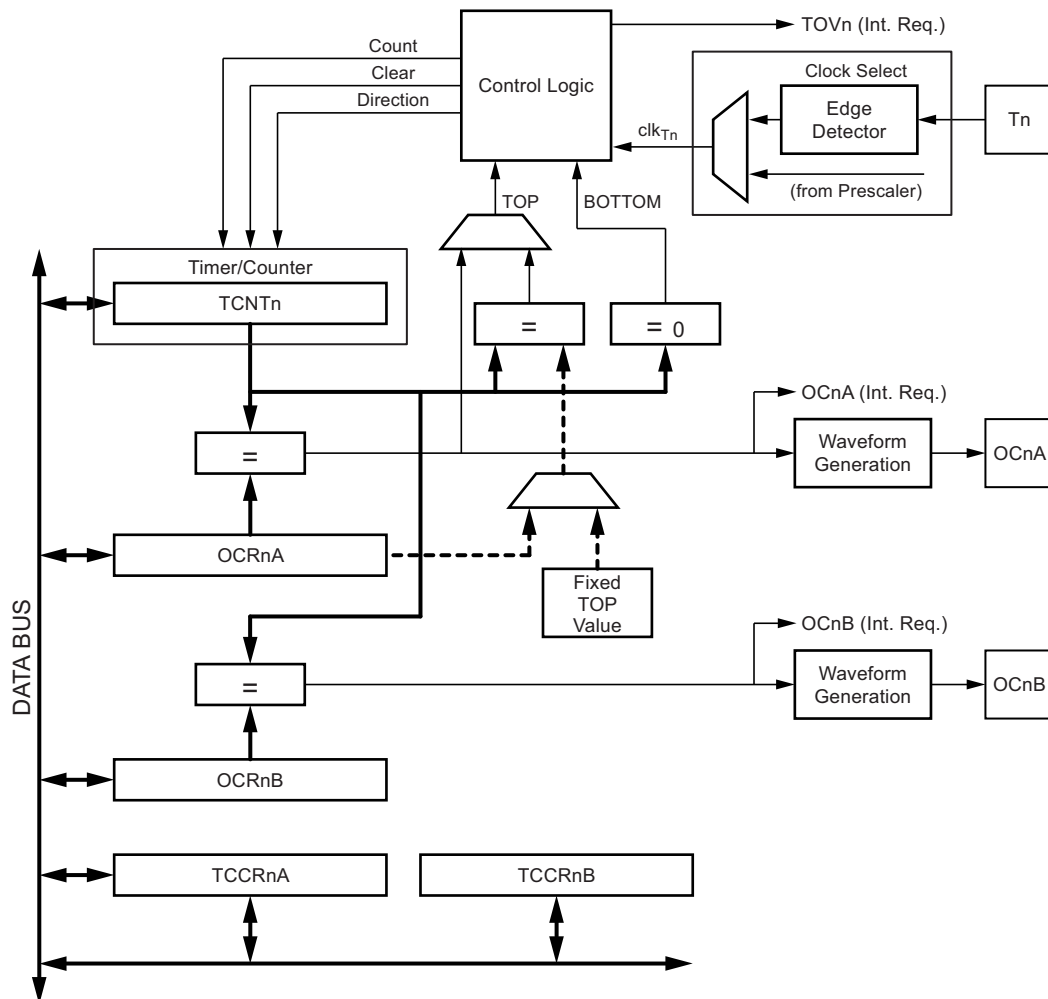 TOVn (Int. Req.)
Count
Clear
Direction
Control Logic
Clock Select
Edge
Detector
Tn
clkTn
(from Prescaler)
TOP
BOTTOM
Timer/Counter
TCNTn
=
= 0
OCnA (Int. Req.)
=
Waveform
Generation
OCnA
OCRnA
Fixed
TOP
Value
OCnB (Int. Req.)
=
Waveform
Generation
OCnB
DATA BUS
OCRnB
TCCRnA
TCCRnB